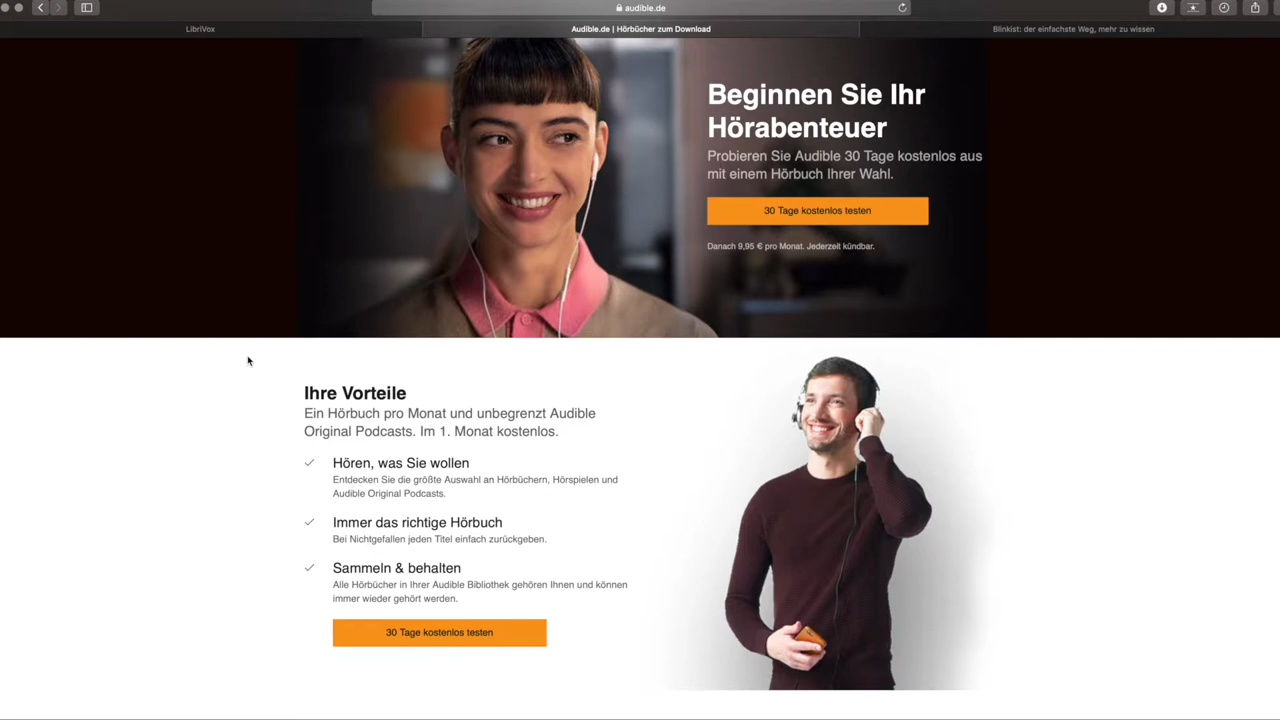 audible.de
LibriVox
Audible.de | Hörbücher zum Download
Blinkist: der einfachste Weg, mehr zu wissen
Beginnen Sie Ihr
Hörabenteuer
Probieren Sie Audible 30 Tage kostenlos aus
mit einem Hörbuch Ihrer Wahl.
30 Tage kostenlos testen
Danach 9,95 € pro Monat. Jederzeit kündbar.
Ihre Vorteile
Ein Hörbuch pro Monat und unbegrenzt Audible
Original Podcasts. Im 1. Monat kostenlos.
Hören, was Sie wollen
Entdecken Sie die größte Auswahl an Hörbüchern, Hörspielen und
Audible Original Podcasts.
Immer das richtige Hörbuch
Bei Nichtgefallen jeden Titel einfach zurückgeben.
Sammeln & behalten
Alle Hörbücher in Ihrer Audible Bibliothek gehören Ihnen und können
immer wieder gehört werden.
30 Tage kostenlos testen